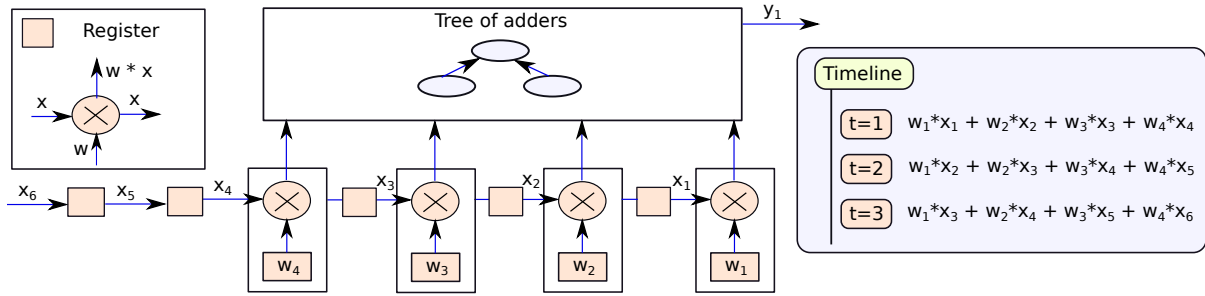 Register
w * x
x
x
w
Tree of adders
y₁
x₆
x₅
x₄
x₃
x₂
x₁
w₄
w₃
w₂
w₁
Timeline
t=1 w₁*x₁ + w₂*x₂ + w₃*x₃ + w₄*x₄
t=2 w₁*x₂ + w₂*x₃ + w₃*x₄ + w₄*x₅
t=3 w₁*x₃ + w₂*x₄ + w₃*x₅ + w₄*x₆